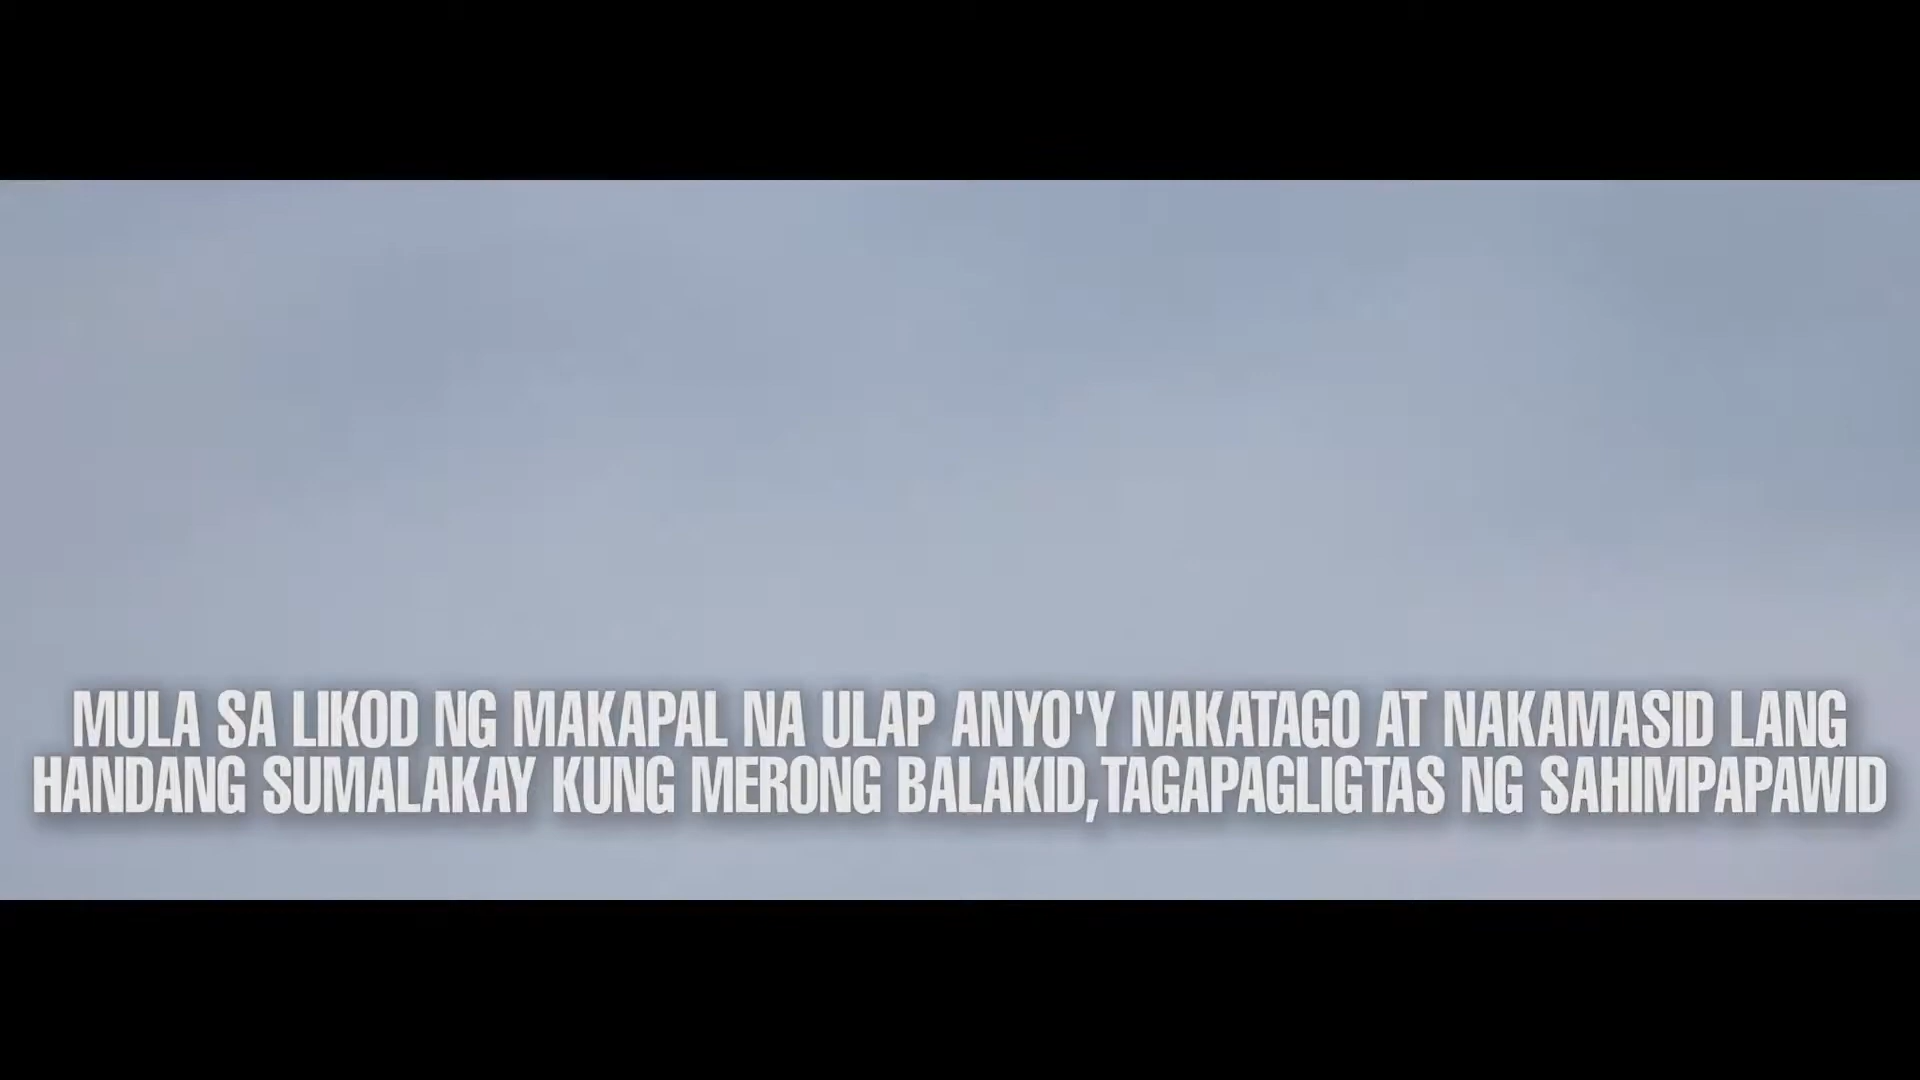 MULA SA LIKOD NG MAKAPAL NA ULAP ANYO'Y NAKATAGO AT NAKAMASID LANG
HANDANG SUMALAKAY KUNG MERONG BALAKID,TAGAPAGLIGTAS NG SAHIMPAPAWID